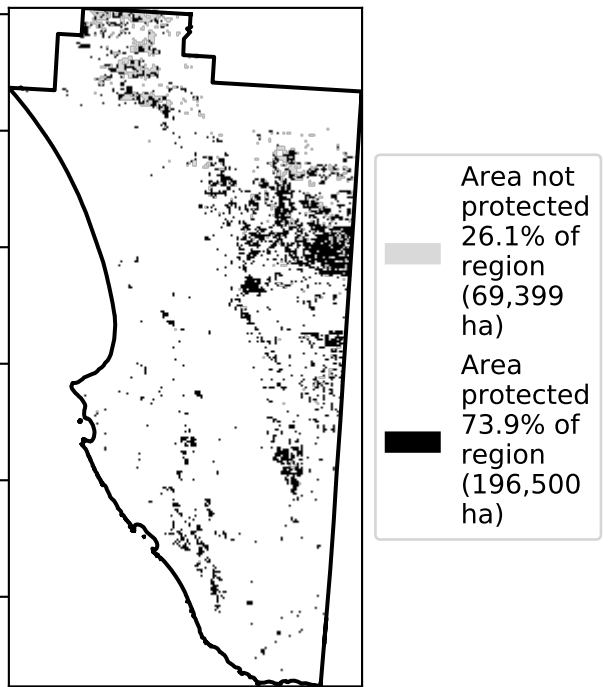 Area not
protected
26.1% of
region
(69,399
ha)
Area
protected
73.9% of
region
(196,500
ha)